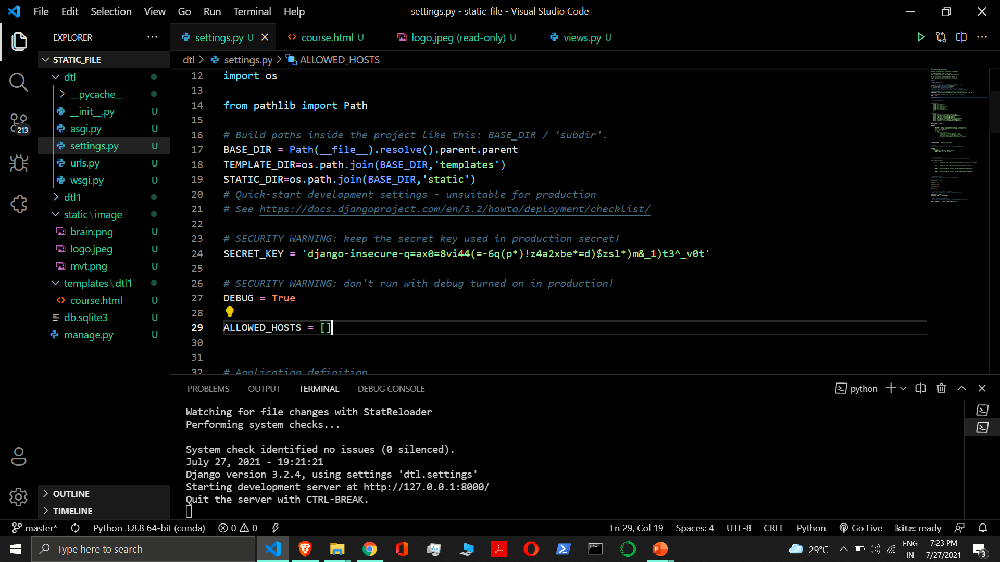 File Edit Selection View Go Run Terminal Help
settings.py - static_file - Visual Studio Code
EXPLORER
settings.py U
course.html U
logo.jpeg (read-only) U
views.py U
STATIC_FILE
dtl
__pycache__
__init__.py U
asgi.py U
settings.py U
urls.py U
wsgi.py U
dtl1
static\image
brain.png U
logo.jpeg U
mvt.png U
templates\dtl1
course.html U
db.sqlite3 U
manage.py U
213
OUTLINE
TIMELINE
dtl > settings.py > ALLOWED_HOSTS
12 import os
13
14 from pathlib import Path
15
16 # Build paths inside the project like this: BASE_DIR / 'subdir'.
17 BASE_DIR = Path(__file__).resolve().parent.parent
18 TEMPLATE_DIR=os.path.join(BASE_DIR,'templates')
19 STATIC_DIR=os.path.join(BASE_DIR,'static')
20 # Quick-start development settings - unsuitable for production
21 # See https://docs.djangoproject.com/en/3.2/howto/deployment/checklist/
22
23 # SECURITY WARNING: keep the secret key used in production secret!
24 SECRET_KEY = 'django-insecure-q=ax0=8vi44(=-6q(p*)!z4a2xbe*=d)$zsl*)m&_1)t3^_v0t'
25
26 # SECURITY WARNING: don't run with debug turned on in production!
27 DEBUG = True
28
29 ALLOWED_HOSTS = []
30
31
32 # Application definition
PROBLEMS OUTPUT TERMINAL DEBUG CONSOLE
python
Watching for file changes with StatReloader
Performing system checks...
System check identified no issues (0 silenced).
July 27, 2021 - 19:21:21
Django version 3.2.4, using settings 'dtl.settings'
Starting development server at http://127.0.0.1:8000/
Quit the server with CTRL-BREAK.
master* Python 3.8.8 64-bit (conda) 0 0
Ln 29, Col 19 Spaces: 4 UTF-8 CRLF Python Go Live kite: ready
Type here to search
29°C
ENG
IN
7:23 PM
7/27/2021
3